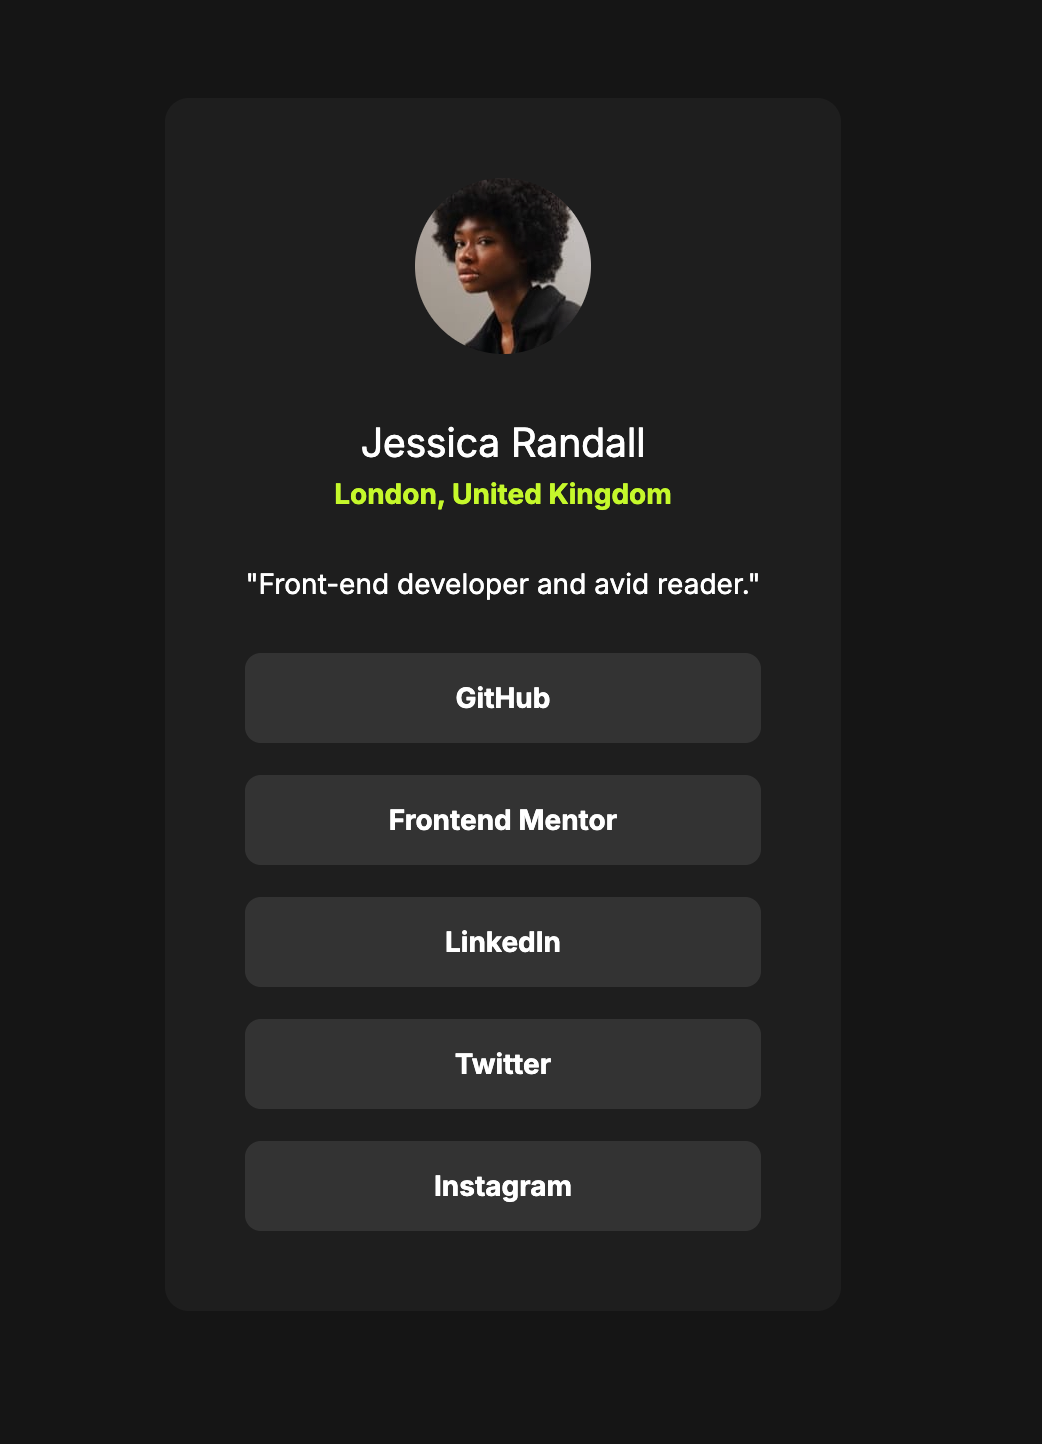 Jessica Randall
London, United Kingdom
"Front-end developer and avid reader."
GitHub
Frontend Mentor
LinkedIn
Twitter
Instagram